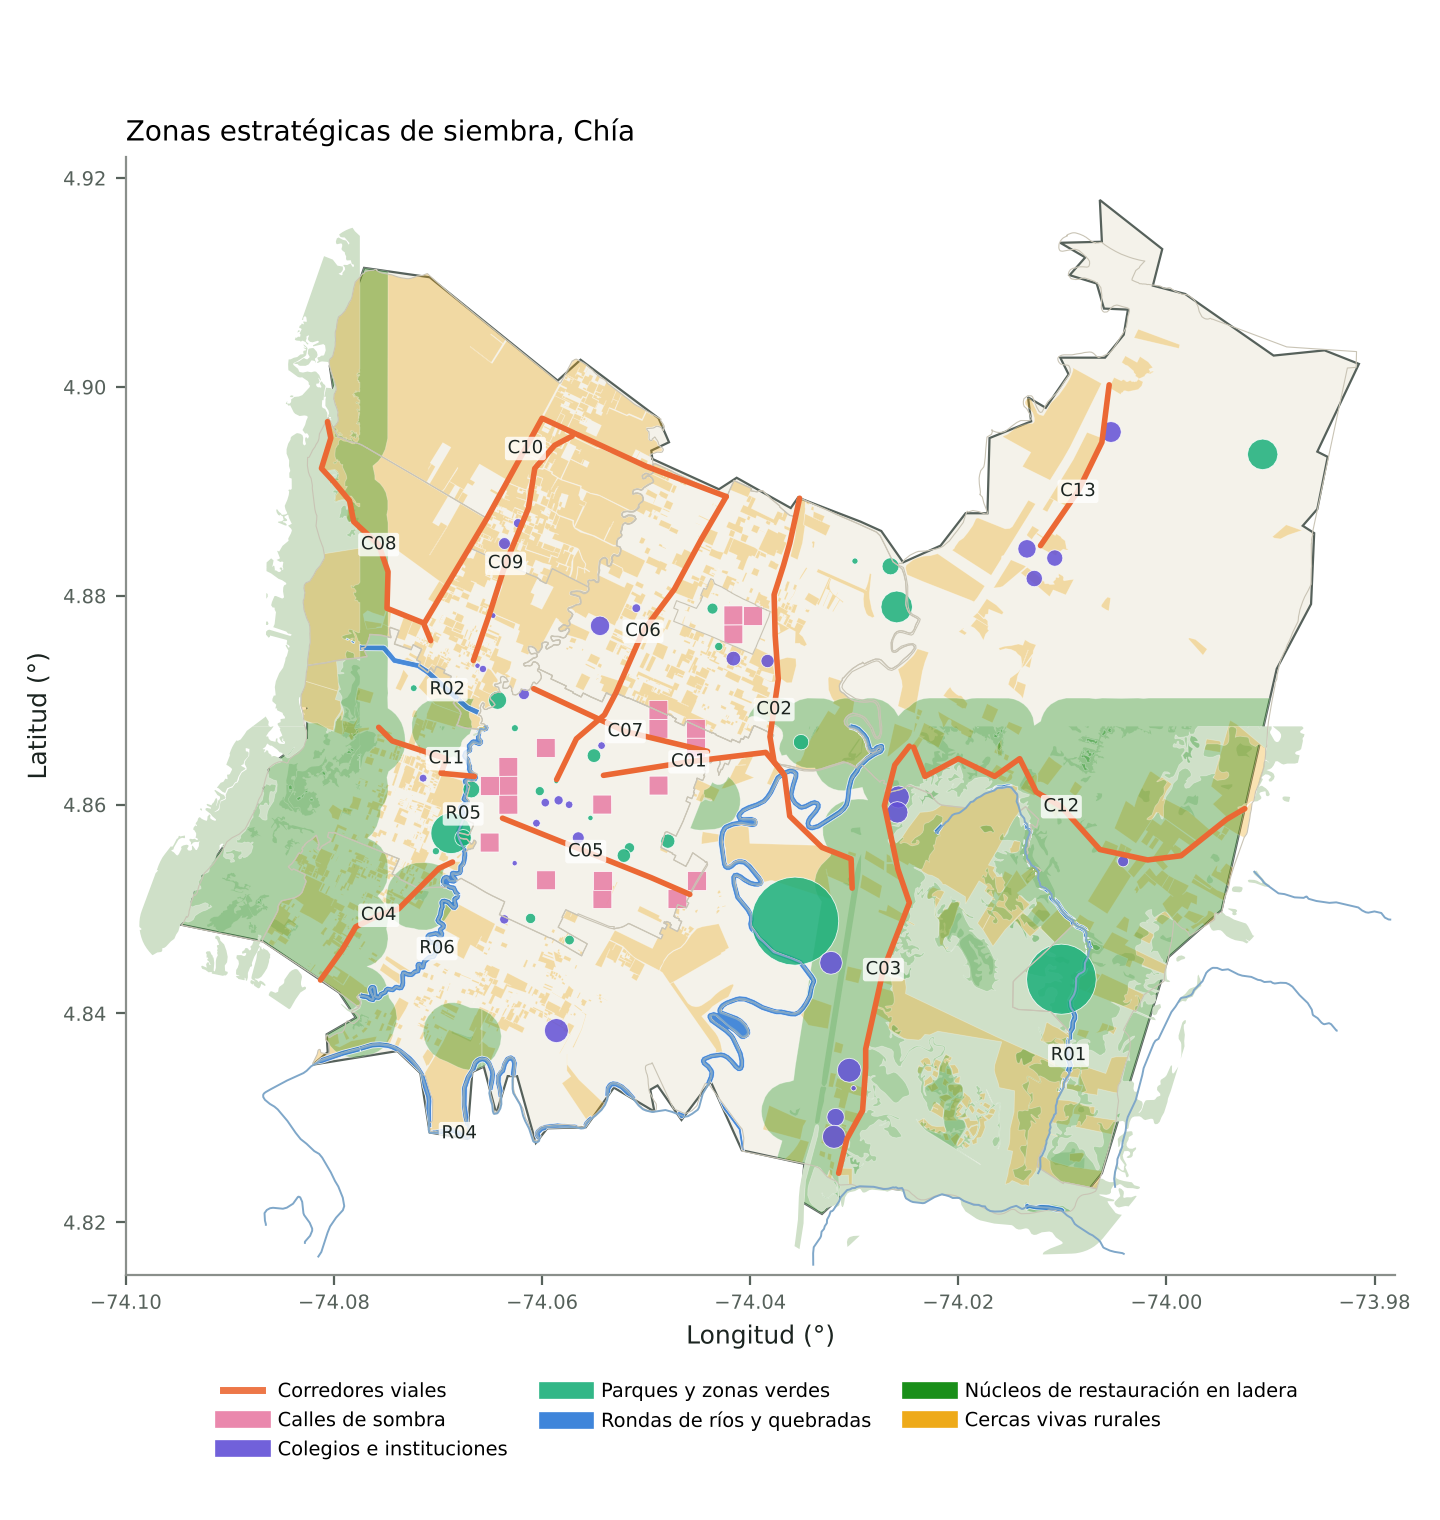 Zonas estratégicas de siembra, Chía
4.92
4.90
4.88
4.86
4.84
4.82
Latitud (°)
C10
C13
C08
C09
C06
R02
C02
C07
C11
C01
R05
C12
C05
C04
R06
C03
R01
R04
−74.10 −74.08 −74.06 −74.04 −74.02 −74.00 −73.98
Longitud (°)
Corredores viales Parques y zonas verdes Núcleos de restauración en ladera
Calles de sombra Rondas de ríos y quebradas Cercas vivas rurales
Colegios e instituciones